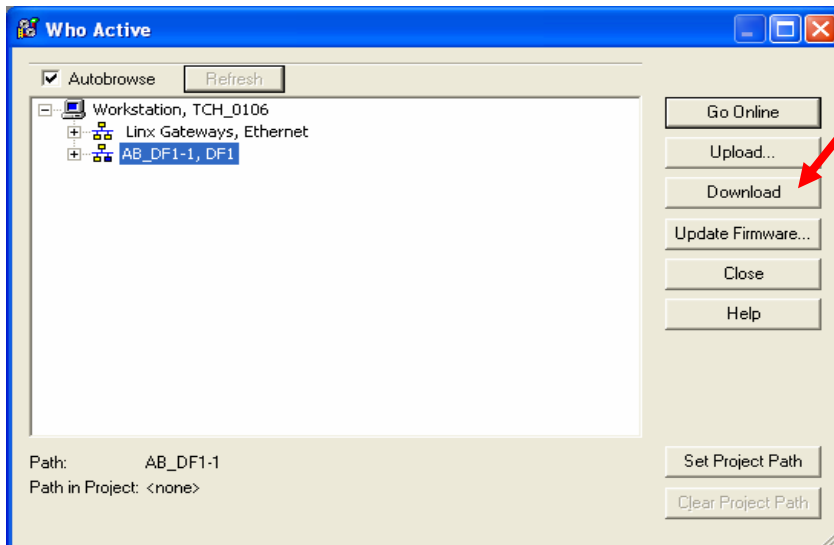 Who Active
Autobrowse Refresh
Workstation, TCH_0106
Linx Gateways, Ethernet
AB_DF1-1, DF1
Go Online
Upload...
Download
Update Firmware...
Close
Help
Path: AB_DF1-1
Path in Project: <none>
Set Project Path
Clear Project Path